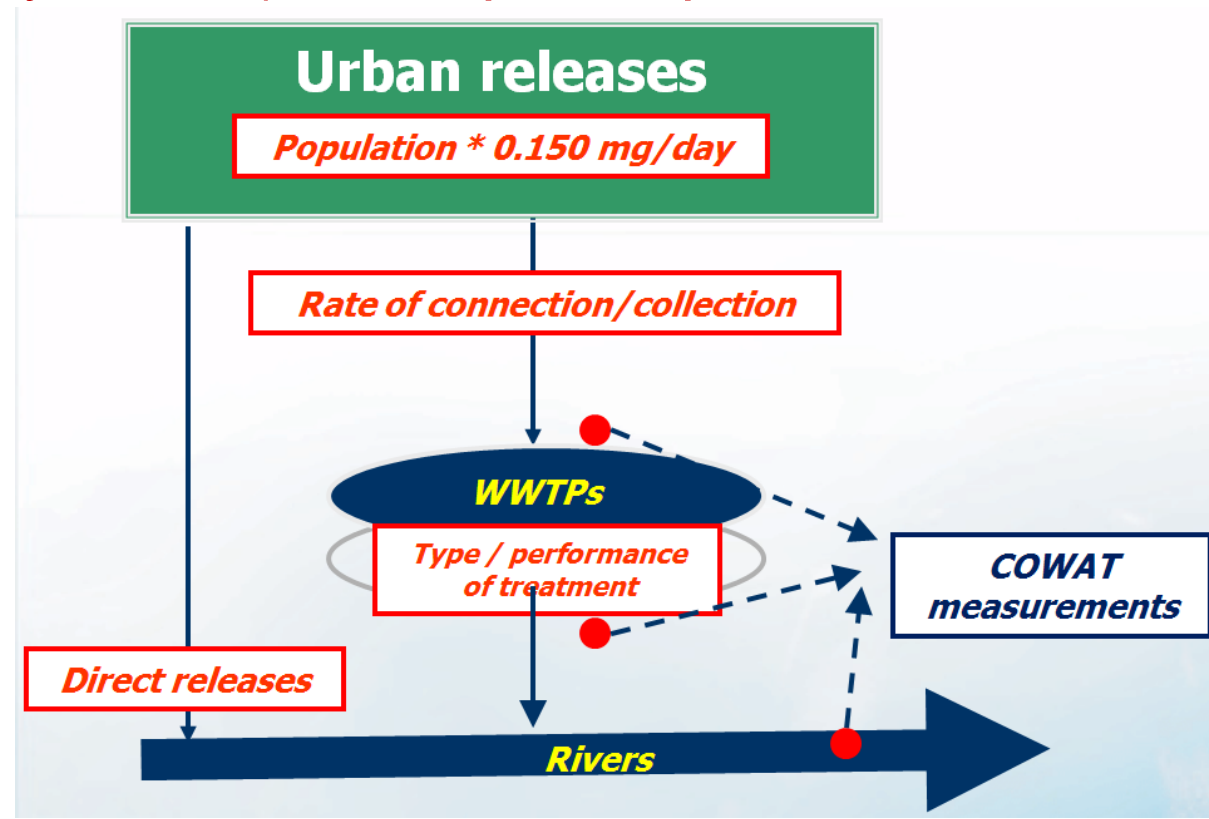 Urban releases
Population * 0.150 mg/day
Rate of connection/collection
WWTPs
Type / performance
of treatment
COWAT
measurements
Direct releases
Rivers